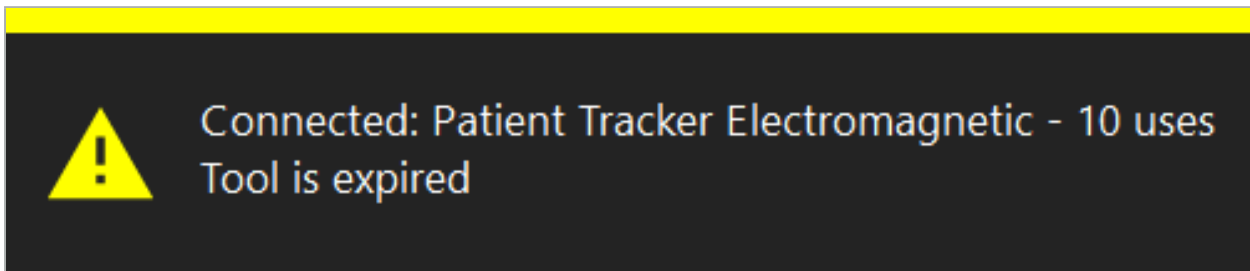 Connected: Patient Tracker Electromagnetic - 10 uses
Tool is expired